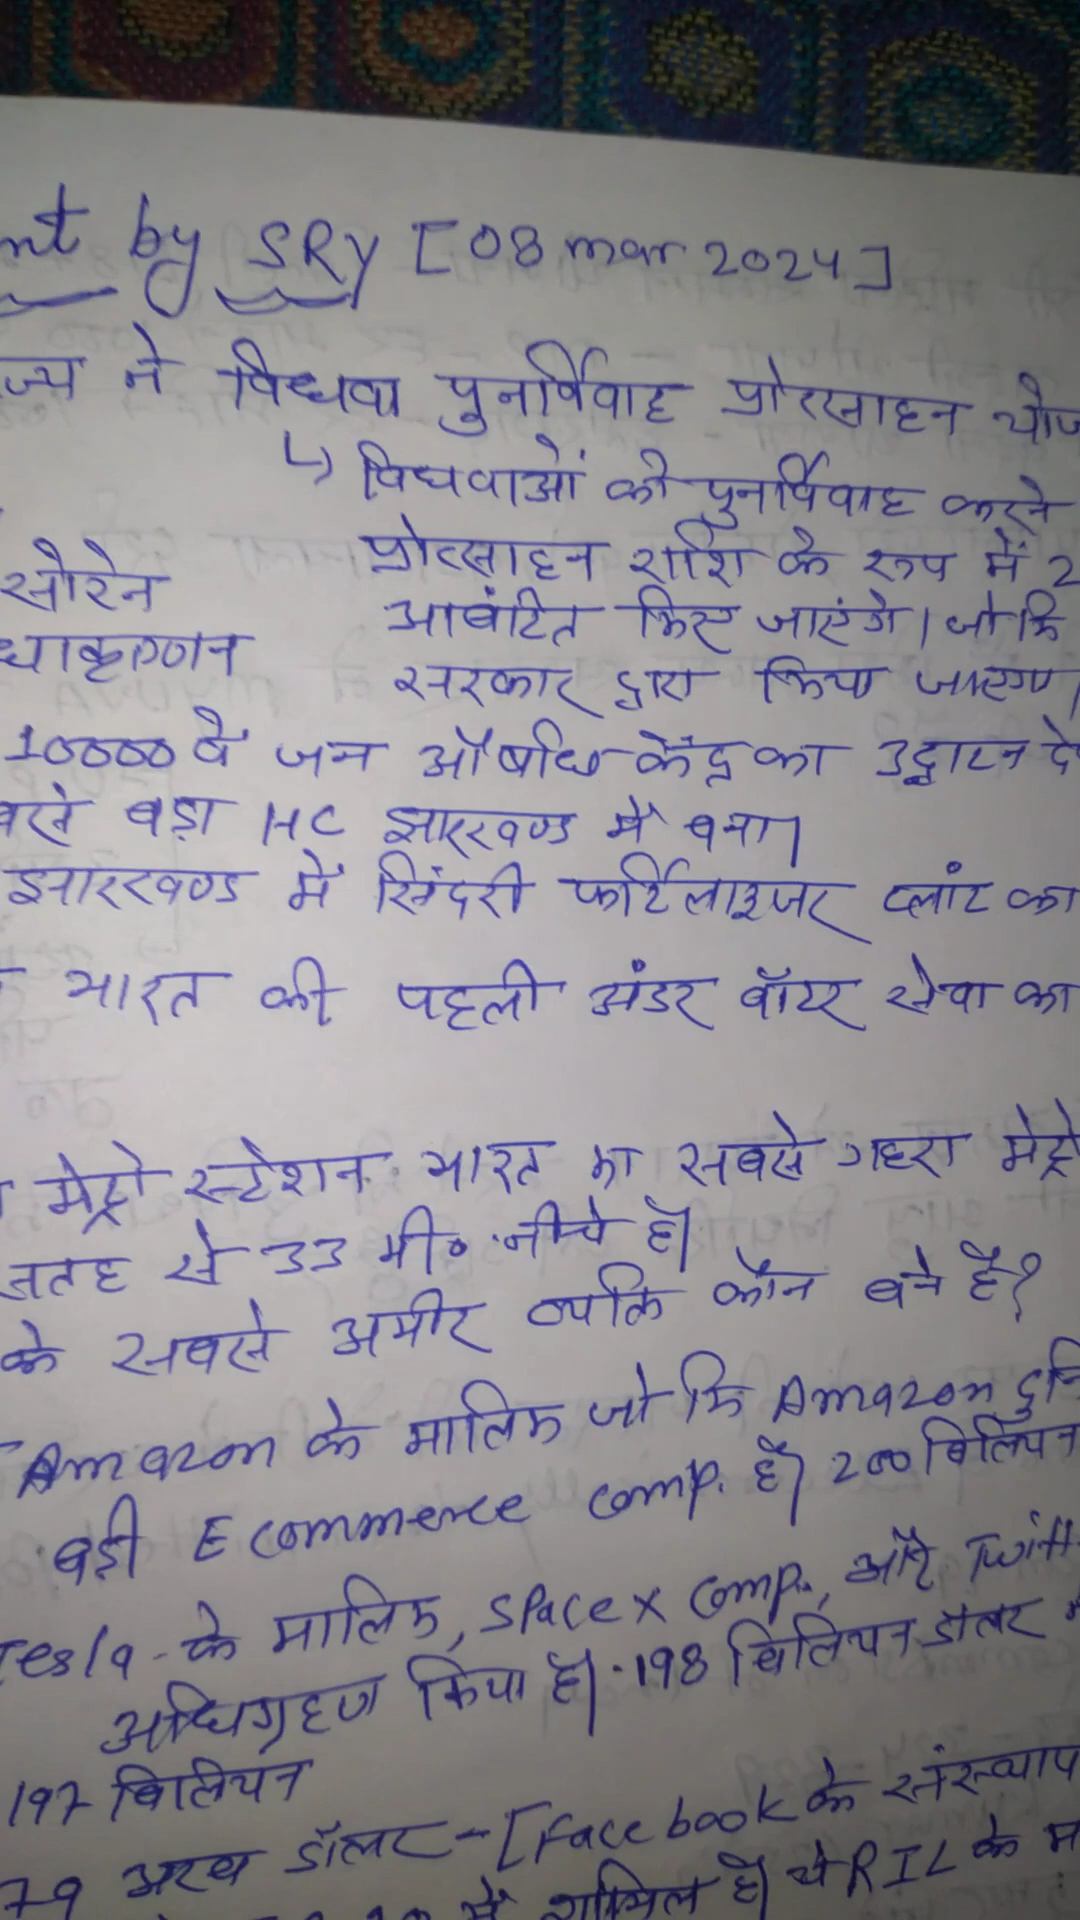 nt by SRY [08 mar 2024]
ज्य ने विधवा पुनर्विवाह प्रोत्साहन योज
↳ विधवाओं को पुनर्विवाह करने
प्रोत्साहन राशि के रूप में 2
सोरेन
आवंटित किए जाएंगे। जो कि
धाकृष्णन
सरकार द्वारा किया जाएगा।
10000 वे जन औषधि केंद्र का उद्घाटन दे
बसे बड़ा HC झारखण्ड में बना।
झारखण्ड में सिंदरी फर्टिलाइजर प्लांट का
भारत की पहली अंडर वॉटर सेवा का
मेट्रो स्टेशन भारत का सबसे गहरा मेट्रो
सतह से 33 मी० नीचे है।
के सबसे अमीर व्यक्ति कौन बने है?
Amazon के मालिक जो कि Amazon दुनि
बड़ी E commerce comp. है। 200 बिलियन
Tesla के मालिक, spacex comp., और Twitt
अधिग्रहण किया है। 198 बिलियन डालर
197 बिलियन
79 अरब डॉलर - [Facebook के संस्थाप
में शामिल है। ये RIL के म